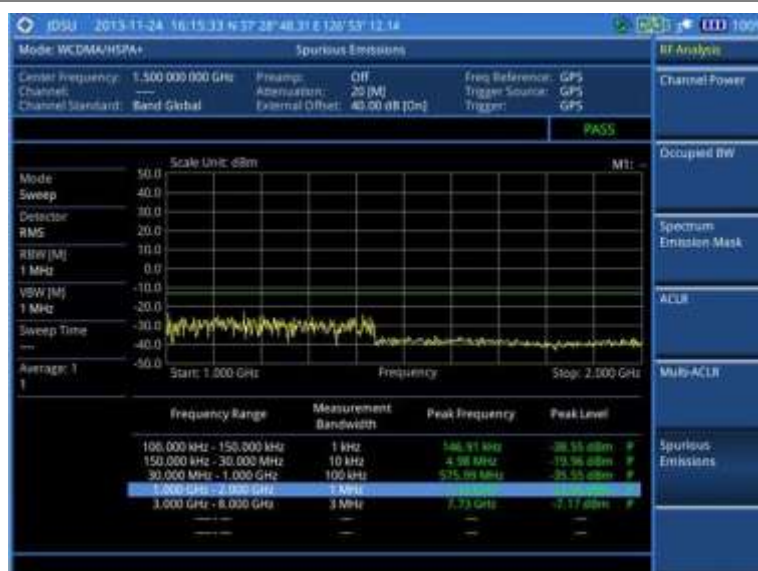 JDSU 2013-11-24 16:15:33 N 37° 28' 48.31 E 126° 53' 12.14 100%
Mode: WCDMA/HSPA+ Spurious Emissions RF Analysis
Center Frequency: 1.500 000 000 GHz Preamp: Off Freq Reference: GPS
Channel: ---- Attenuation: 20 [M] Trigger Source: GPS
Channel Standard: Band Global External Offset: 40.00 dB [On] Trigger: GPS
Channel Power
PASS
Occupied BW
Scale Unit: dBm M1: --
50.0
40.0
30.0
20.0
10.0
0.0
-10.0
-20.0
-30.0
-40.0
-50.0
Mode
Sweep
Detector
RMS
RBW [M]
1 MHz
VBW [M]
1 MHz
Sweep Time
----
Average: 1
1
Start: 1.000 GHz Frequency Stop: 2.000 GHz
Spectrum
Emission Mask
ACLR
Multi-ACLR
Spurious
Emissions
Frequency Range Measurement Bandwidth Peak Frequency Peak Level
100.000 kHz - 150.000 kHz 1 kHz 146.91 kHz -38.55 dBm P
150.000 kHz - 30.000 MHz 10 kHz 4.98 MHz -19.96 dBm P
30.000 MHz - 1.000 GHz 100 kHz 575.99 MHz -35.55 dBm P
1.000 GHz - 2.000 GHz 1 MHz
3.000 GHz - 8.000 GHz 3 MHz 7.73 GHz -7.17 dBm P
---- -- ---- -- -- --
---- -- ---- -- -- --